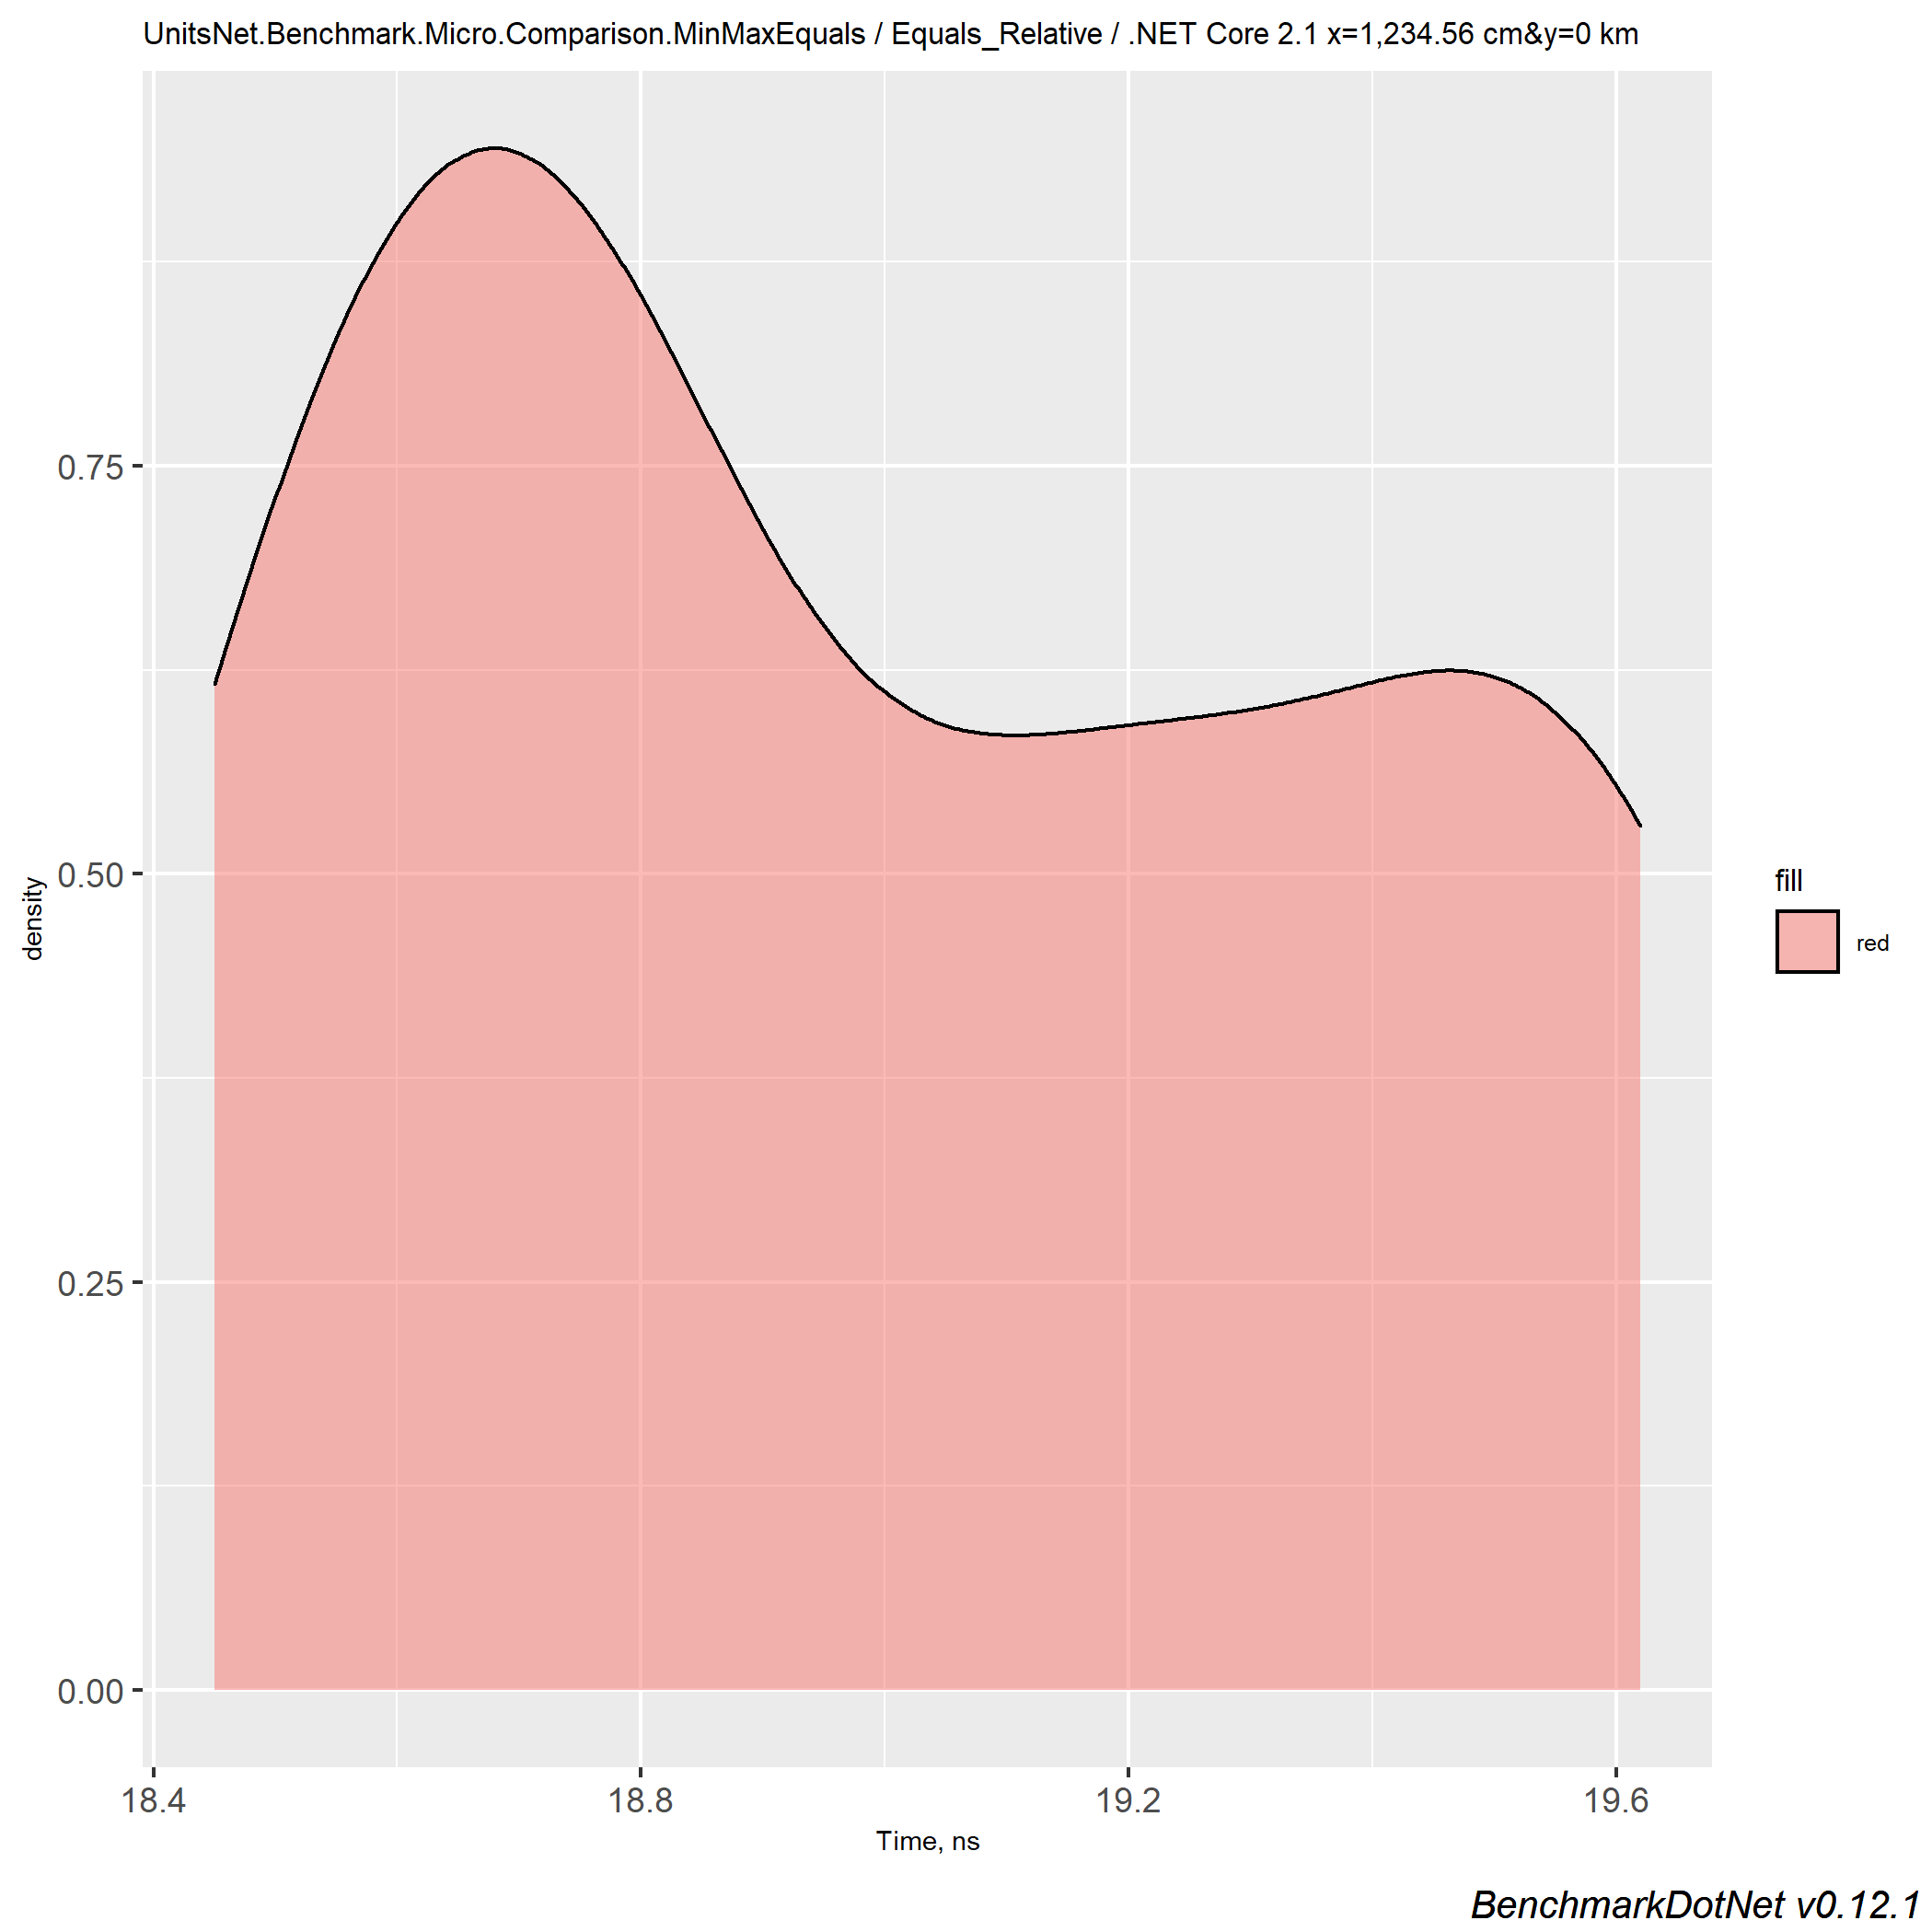 UnitsNet.Benchmark.Micro.Comparison.MinMaxEquals / Equals_Relative / .NET Core 2.1 x=1,234.56 cm&y=0 km
density
0.75
0.50
0.25
0.00
18.4 18.8 19.2 19.6
Time, ns
fill
red
BenchmarkDotNet v0.12.1